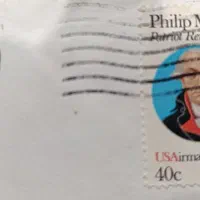 Philip M
Patriot Re
USAirma
40c